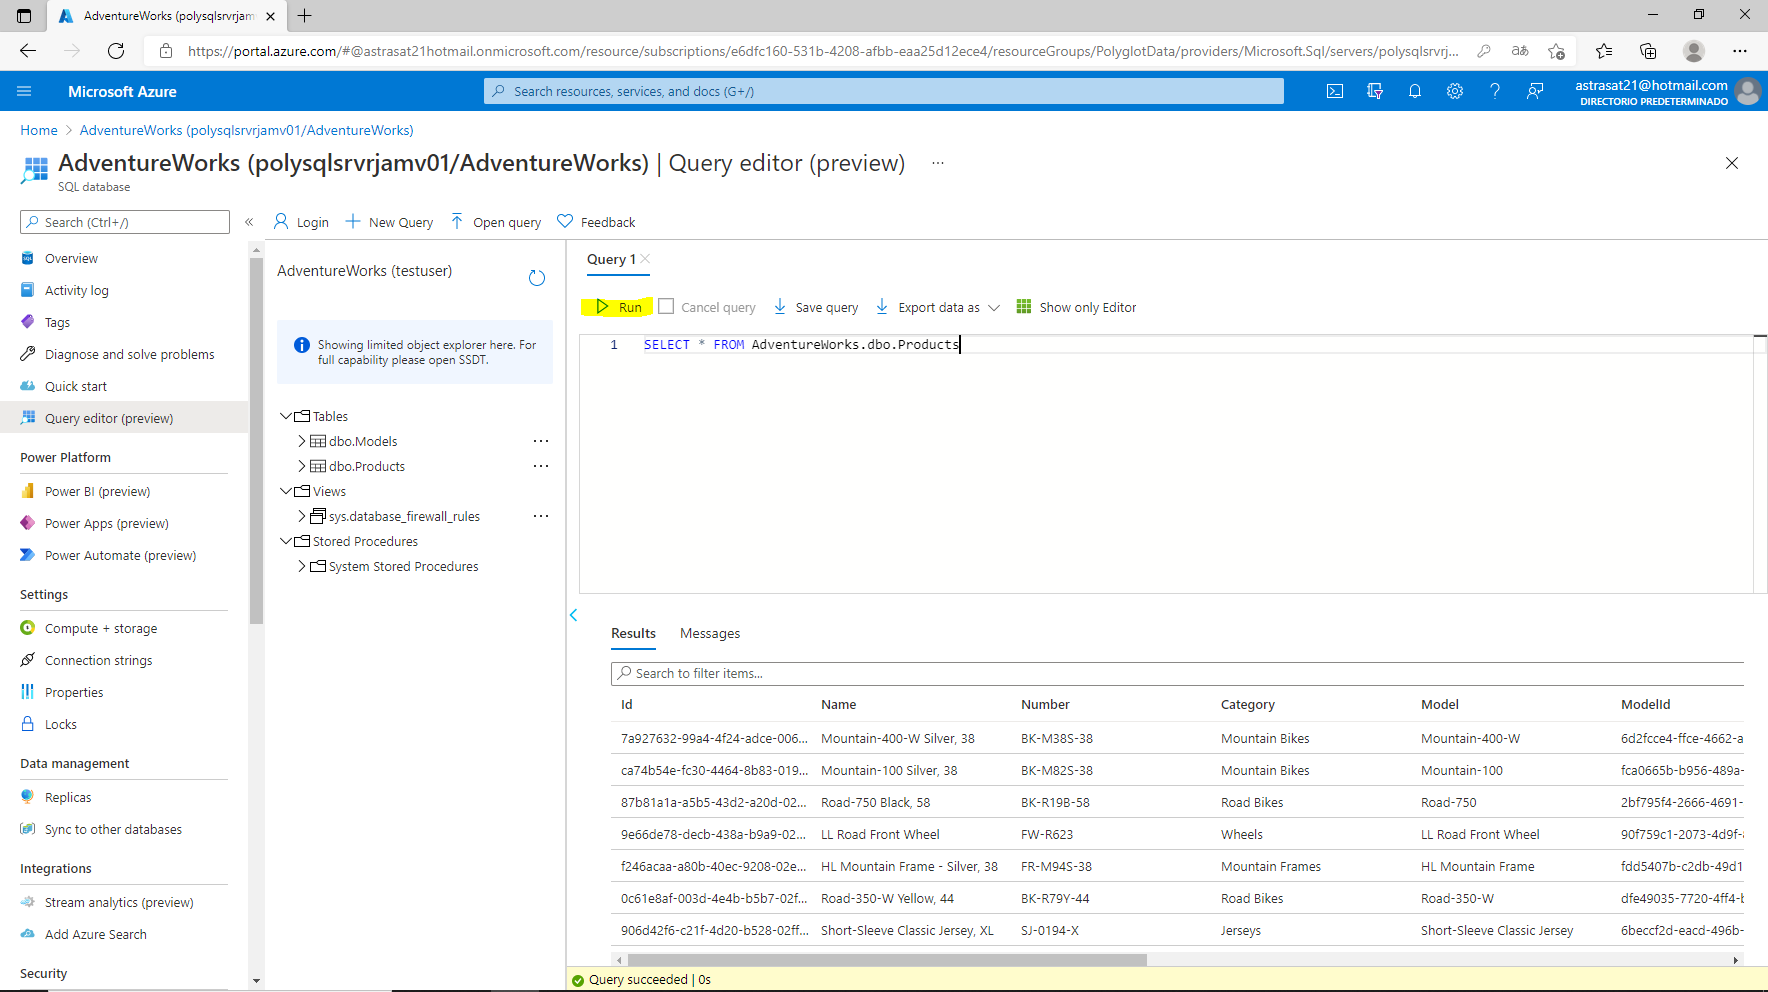 AdventureWorks (polysqlsrvrjam
https://portal.azure.com/#@astrasat21hotmail.onmicrosoft.com/resource/subscriptions/e6dfc160-531b-4208-afbb-eaa25d12ece4/resourceGroups/PolyglotData/providers/Microsoft.Sql/servers/polysqlsrvrj...
Microsoft Azure
Search resources, services, and docs (G+/)
astrasat21@hotmail.com
DIRECTORIO PREDETERMINADO
Home > AdventureWorks (polysqlsrvrjamv01/AdventureWorks)
AdventureWorks (polysqlsrvrjamv01/AdventureWorks) | Query editor (preview) ...
SQL database
Search (Ctrl+/)
Login
New Query
Open query
Feedback
Overview
Activity log
Tags
Diagnose and solve problems
Quick start
Query editor (preview)
Power Platform
Power BI (preview)
Power Apps (preview)
Power Automate (preview)
Settings
Compute + storage
Connection strings
Properties
Locks
Data management
Replicas
Sync to other databases
Integrations
Stream analytics (preview)
Add Azure Search
Security
AdventureWorks (testuser)
Showing limited object explorer here. For
full capability please open SSDT.
Tables
dbo.Models
dbo.Products
Views
sys.database_firewall_rules
Stored Procedures
System Stored Procedures
Query 1
Run
Cancel query
Save query
Export data as
Show only Editor
1 SELECT * FROM AdventureWorks.dbo.Products
Results Messages
Search to filter items...
Id Name Number Category Model ModelId
7a927632-99a4-4f24-adce-006... Mountain-400-W Silver, 38 BK-M38S-38 Mountain Bikes Mountain-400-W 6d2fcce4-ffce-4662-a
ca74b54e-fc30-4464-8b83-019... Mountain-100 Silver, 38 BK-M82S-38 Mountain Bikes Mountain-100 fca0665b-b956-489a-
87b81a1a-a5b5-43d2-a20d-02... Road-750 Black, 58 BK-R19B-58 Road Bikes Road-750 2bf795f4-2666-4691-
9e66de78-decb-438a-b9a9-02... LL Road Front Wheel FW-R623 Wheels LL Road Front Wheel 90f759c1-2073-4d9f-
f246acaa-a80b-40ec-9208-02e... HL Mountain Frame - Silver, 38 FR-M94S-38 Mountain Frames HL Mountain Frame fdd5407b-c2db-49d1
0c61e8af-003d-4e4b-b5b7-02f... Road-350-W Yellow, 44 BK-R79Y-44 Road Bikes Road-350-W dfe49035-7720-4ff4-b
906d42f6-c21f-4d20-b528-02ff... Short-Sleeve Classic Jersey, XL SJ-0194-X Jerseys Short-Sleeve Classic Jersey 6beccf2d-eacd-496b-
Query succeeded | 0s